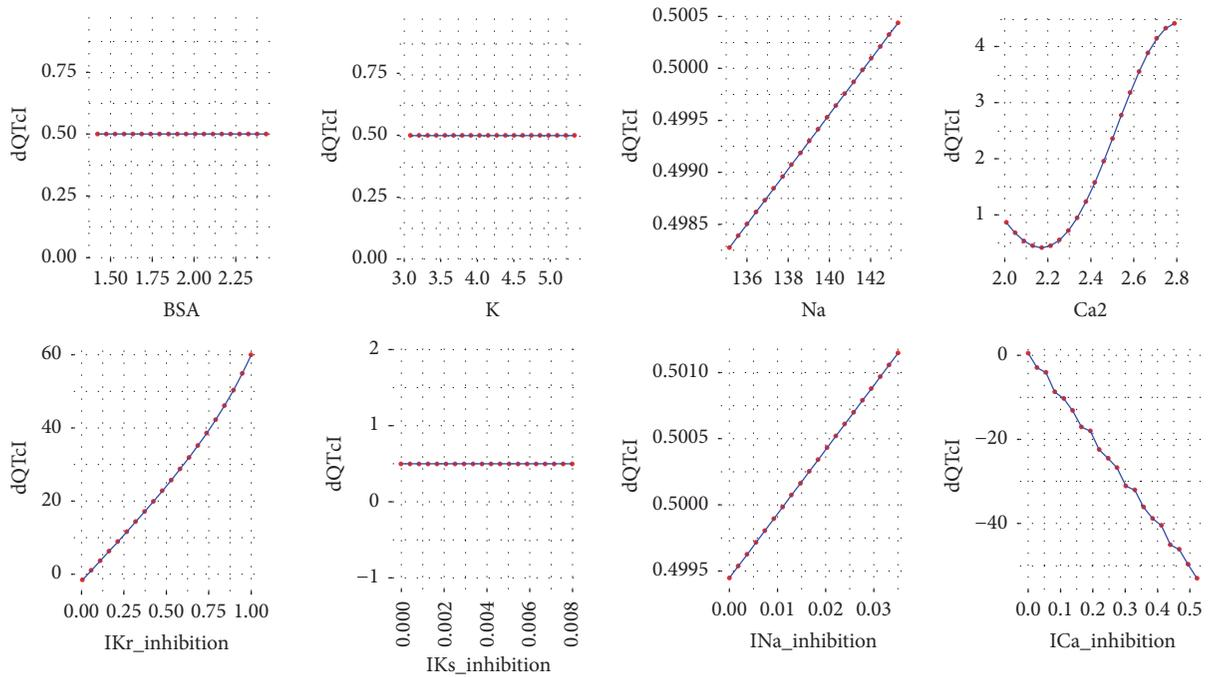 dQTcI
0.75
0.50
0.25
0.00
1.50 1.75 2.00 2.25
BSA
dQTcI
0.75
0.50
0.25
0.00
3.0 3.5 4.0 4.5 5.0
K
dQTcI
0.5005
0.5000
0.4995
0.4990
0.4985
136 138 140 142
Na
dQTcI
4
3
2
1
2.0 2.2 2.4 2.6 2.8
Ca2
dQTcI
60
40
20
0
0.00 0.25 0.50 0.75 1.00
IKr_inhibition
dQTcI
2
1
0
−1
0.000 0.002 0.004 0.006 0.008
IKs_inhibition
dQTcI
0.5010
0.5005
0.5000
0.4995
0.00 0.01 0.02 0.03
INa_inhibition
dQTcI
0
−20
−40
0.0 0.1 0.2 0.3 0.4 0.5
ICa_inhibition